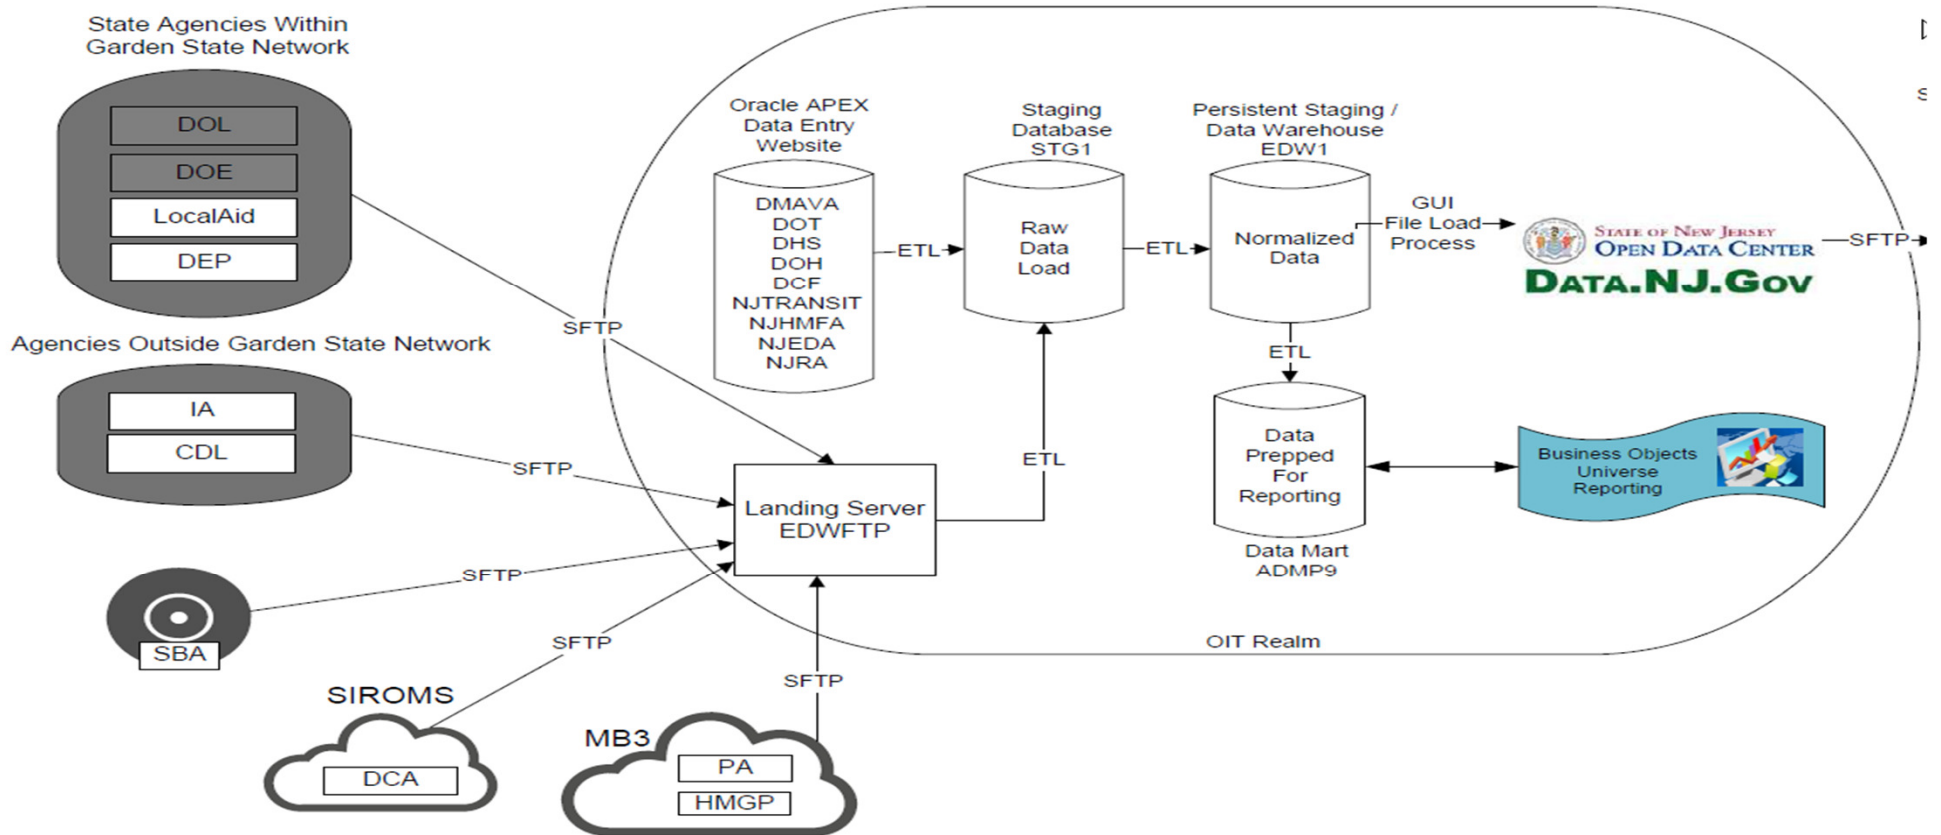 State Agencies Within
Garden State Network
DOL
DOE
LocalAid
DEP
Agencies Outside Garden State Network
IA
CDL
SBA
SIROMS
DCA
MB3
PA
HMGP
SFTP
SFTP
SFTP
SFTP
SFTP
Landing Server
EDWFTP
Oracle APEX
Data Entry
Website
DMAVA
DOT
DHS
DOH
DCF
NJTRANSIT
NJHMFA
NJEDA
NJRA
ETL
Staging
Database
STG1
Raw
Data
Load
ETL
ETL
Persistent Staging /
Data Warehouse
EDW1
Normalized
Data
GUI
File Load
Process
STATE OF NEW JERSEY
OPEN DATA CENTER
DATA.NJ.GOV
SFTP
ETL
Data
Prepped
For
Reporting
Data Mart
ADMP9
Business Objects
Universe
Reporting
OIT Realm